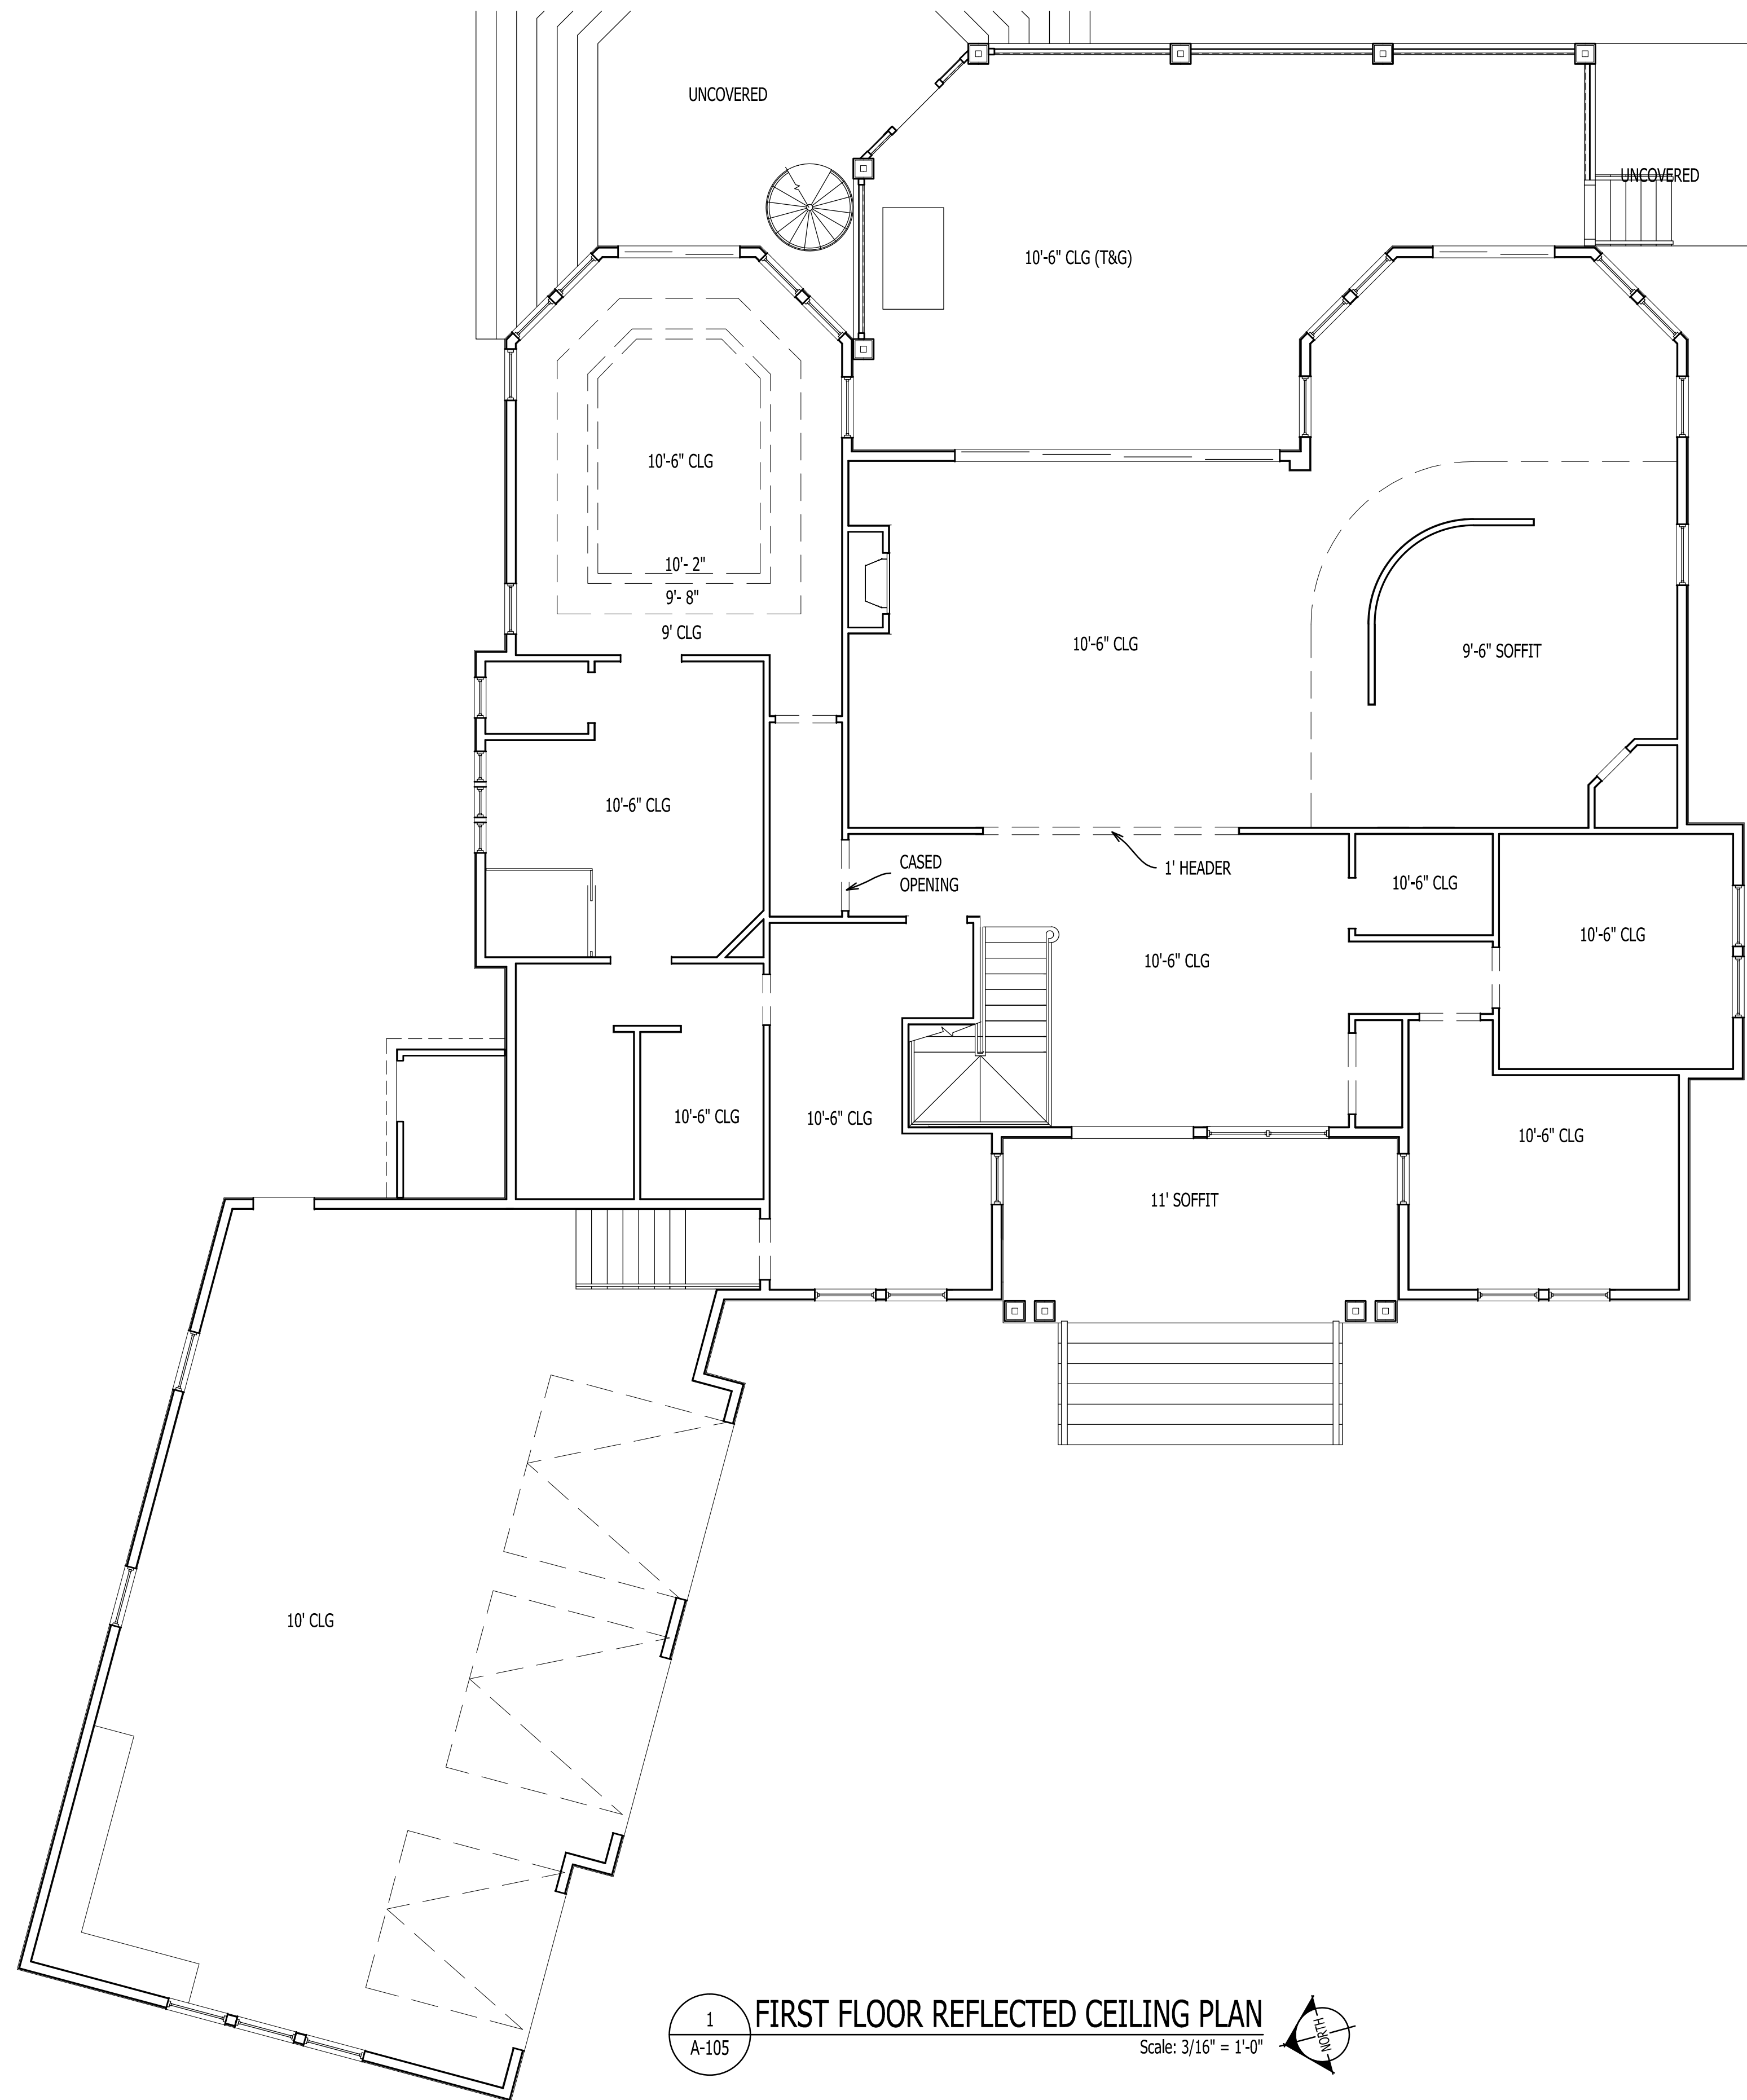 UNCOVERED
UNCOVERED
10'-6" CLG (T&G)
10'-6" CLG
10'- 2"
9'- 8"
9' CLG
10'-6" CLG
9'-6" SOFFIT
10'-6" CLG
CASED
OPENING
1' HEADER
10'-6" CLG
10'-6" CLG
10'-6" CLG
10'-6" CLG
10'-6" CLG
10'-6" CLG
11' SOFFIT
10' CLG
1
A-105
FIRST FLOOR REFLECTED CEILING PLAN
Scale: 3/16" = 1'-0"
NORTH